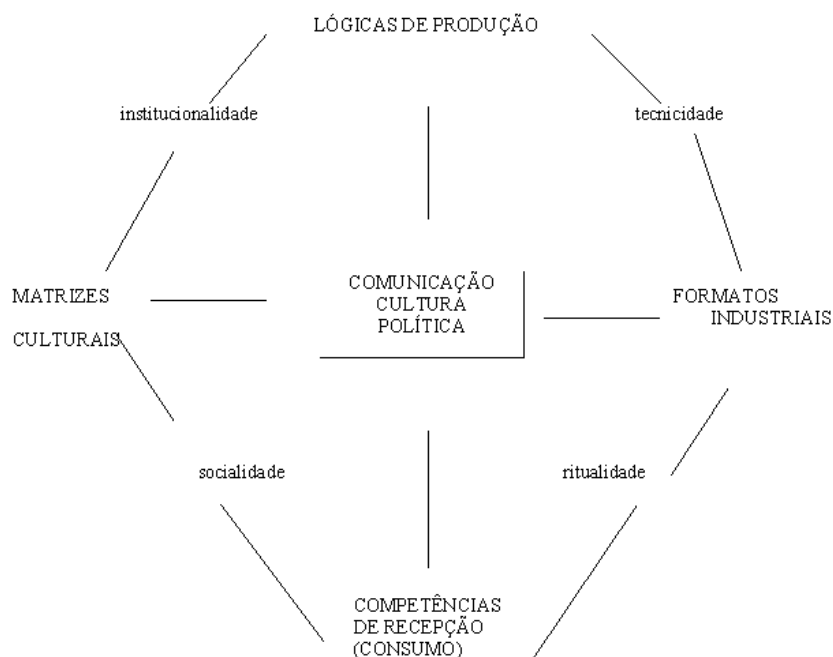 LÓGICAS DE PRODUÇÃO
institucionalidade
tecnicidade
MATRIZES
CULTURAIS
COMUNICAÇÃO
CULTURA
POLÍTICA
FORMATOS
INDUSTRIAIS
socialidade
ritualidade
COMPETÊNCIAS
DE RECEPÇÃO
(CONSUMO)